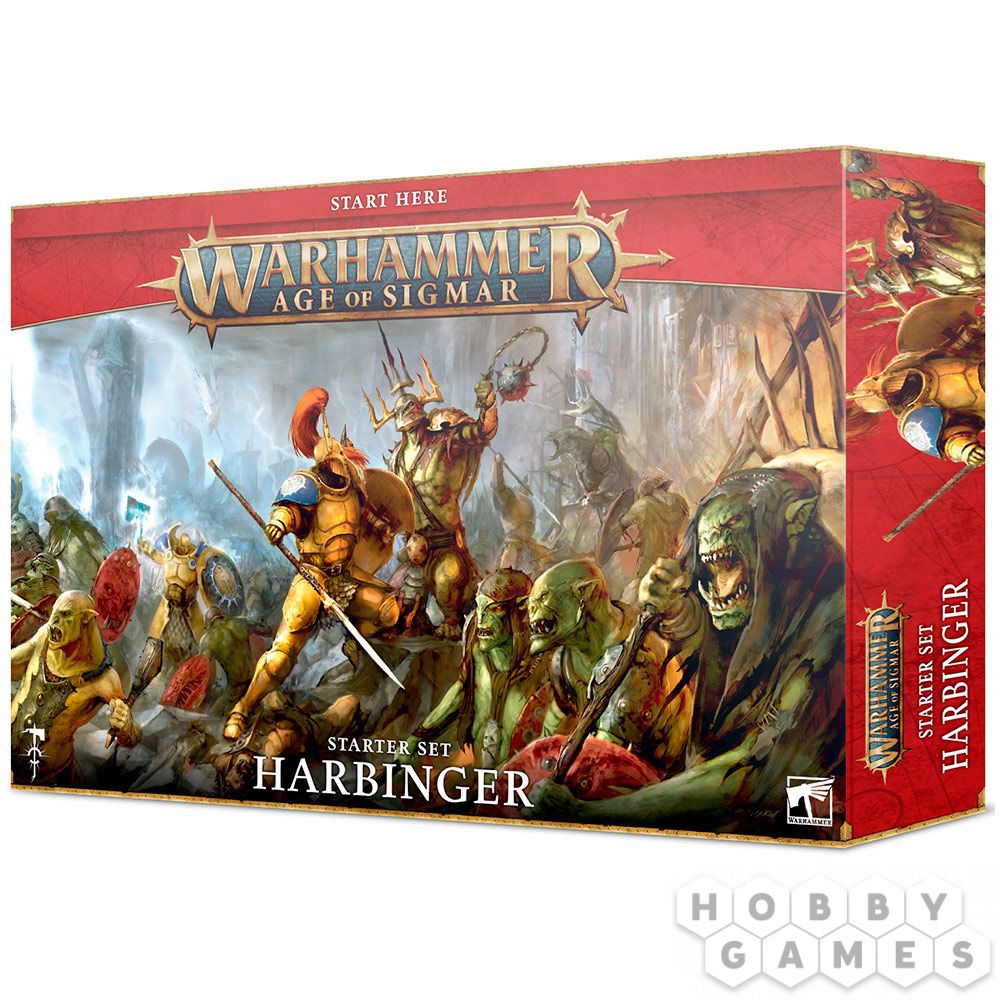 START HERE
WARHAMMER
AGE OF SIGMAR
STARTER SET
HARBINGER
WARHAMMER
WARHAMMER
AGE OF SIGMAR
STARTER SET
HARBINGER
HOBBY
GAMES